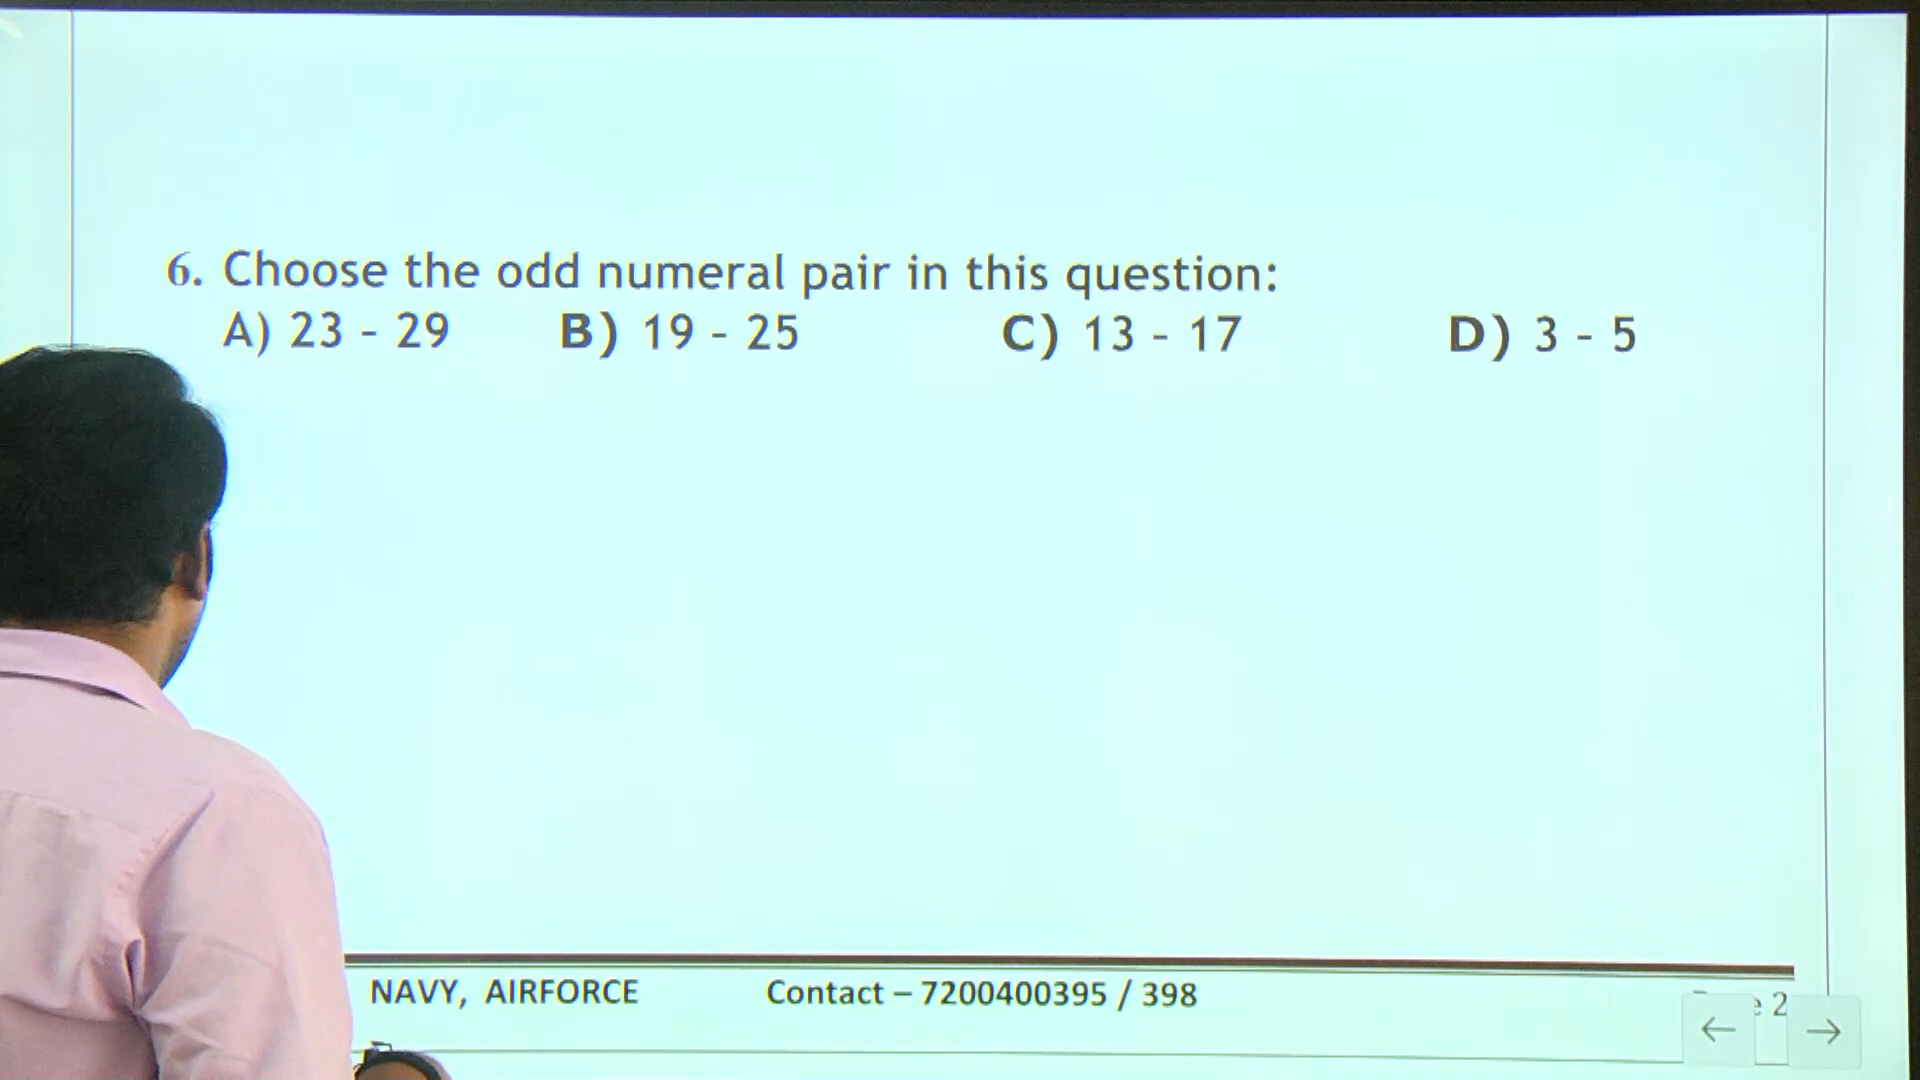 6. Choose the odd numeral pair in this question:
A) 23 - 29 B) 19 - 25 C) 13 - 17 D) 3 - 5
NAVY, AIRFORCE Contact – 7200400395 / 398
2